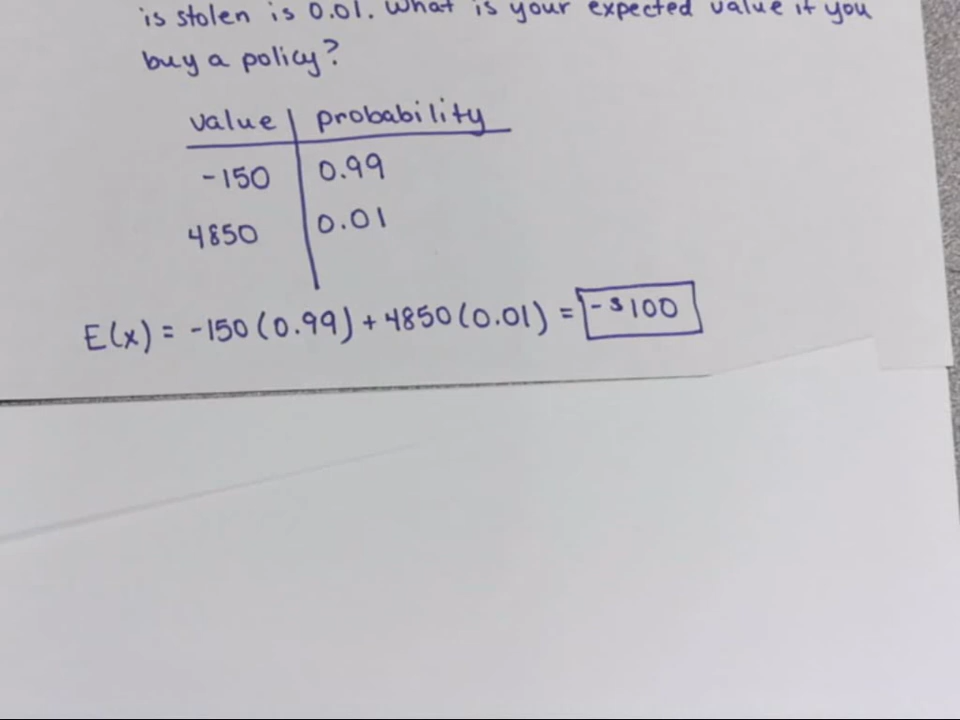 is stolen is 0.01. What is your expected value if you
buy a policy?
value | probability
-150 0.99
4850 0.01
E(x) = -150(0.99) + 4850(0.01) = -$100